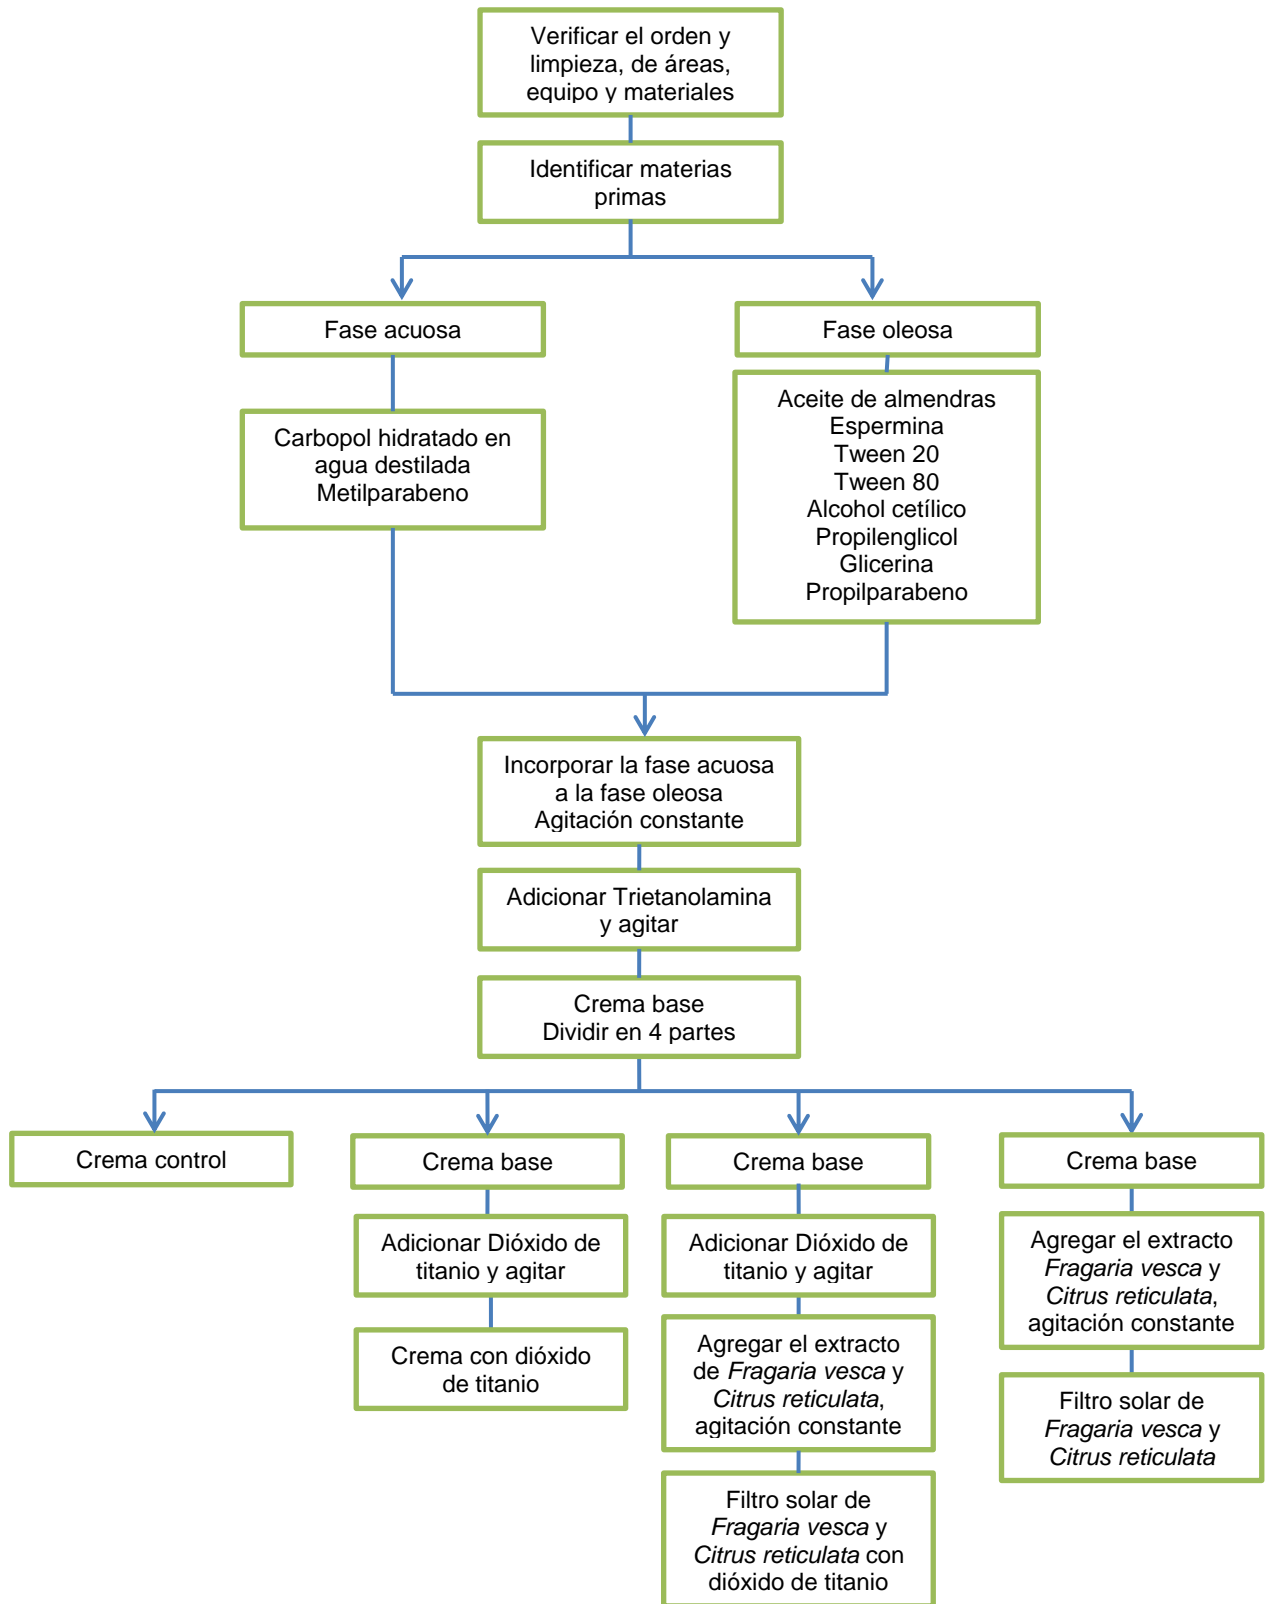 Verificar el orden y
limpieza, de áreas,
equipo y materiales
Identificar materias
primas
Fase acuosa
Fase oleosa
Carbopol hidratado en
agua destilada
Metilparabeno
Aceite de almendras
Espermina
Tween 20
Tween 80
Alcohol cetílico
Propilenglicol
Glicerina
Propilparabeno
Incorporar la fase acuosa
a la fase oleosa
Agitación constante
Adicionar Trietanolamina
y agitar
Crema base
Dividir en 4 partes
Crema control
Crema base
Adicionar Dióxido de
titanio y agitar
Crema con dióxido
de titanio
Crema base
Adicionar Dióxido de
titanio y agitar
Agregar el extracto
de Fragaria vesca y
Citrus reticulata,
agitación constante
Filtro solar de
Fragaria vesca y
Citrus reticulata con
dióxido de titanio
Crema base
Agregar el extracto
Fragaria vesca y
Citrus reticulata,
agitación constante
Filtro solar de
Fragaria vesca y
Citrus reticulata